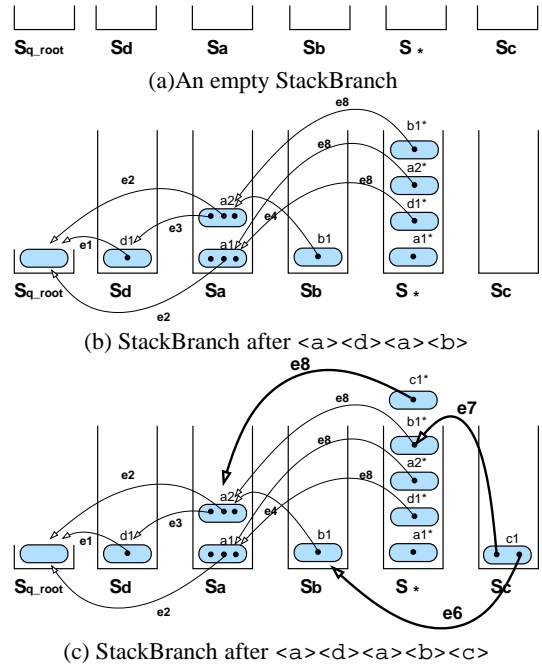 Sq_root Sd Sa Sb S* Sc
(a)An empty StackBranch
e8
b1*
e2
e8
a2*
a2
e8
d1*
e1
d1
e3
e4
a1
b1
a1*
Sq_root Sd Sa Sb S* Sc
e2
(b) StackBranch after <a><d><a><b>
e8
c1*
e7
e8
b1*
e2
e8
a2*
a2
e8
d1*
e1
d1
e3
e4
a1
b1
a1*
c1
Sq_root Sd Sa Sb S* Sc
e2
e6
(c) StackBranch after <a><d><a><b><c>